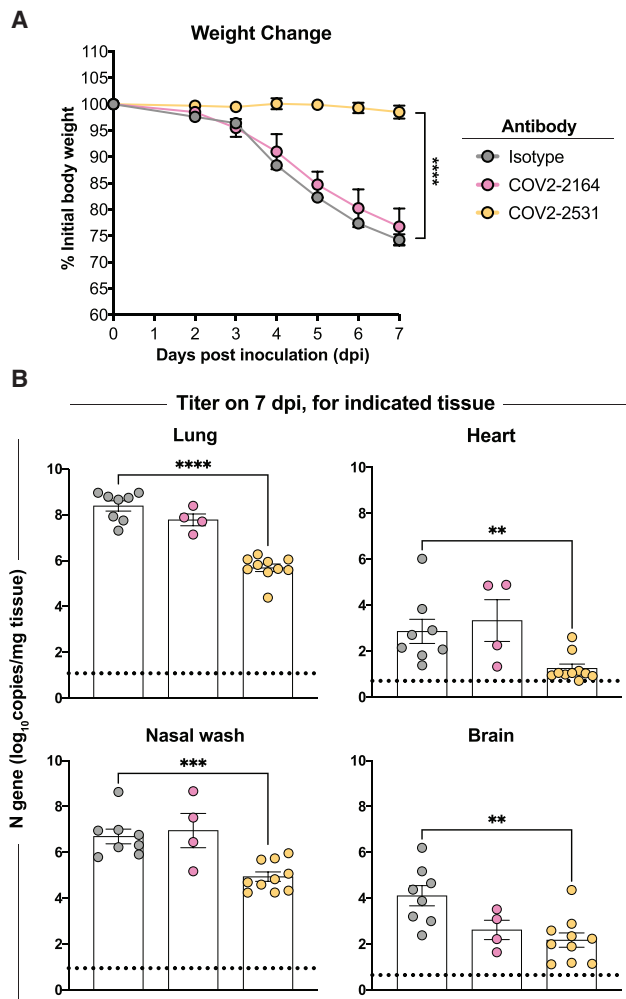 A
Weight Change
110
105
100
95
90
85
80
75
70
65
60
% Initial body weight
0 1 2 3 4 5 6 7
Days post inoculation (dpi)
****
Antibody
Isotype
COV2-2164
COV2-2531
B
Titer on 7 dpi, for indicated tissue
N gene (log10copies/mg tissue)
Lung
10
8
6
4
2
0
****
Heart
10
8
6
4
2
0
**
Nasal wash
10
8
6
4
2
0
***
Brain
10
8
6
4
2
0
**